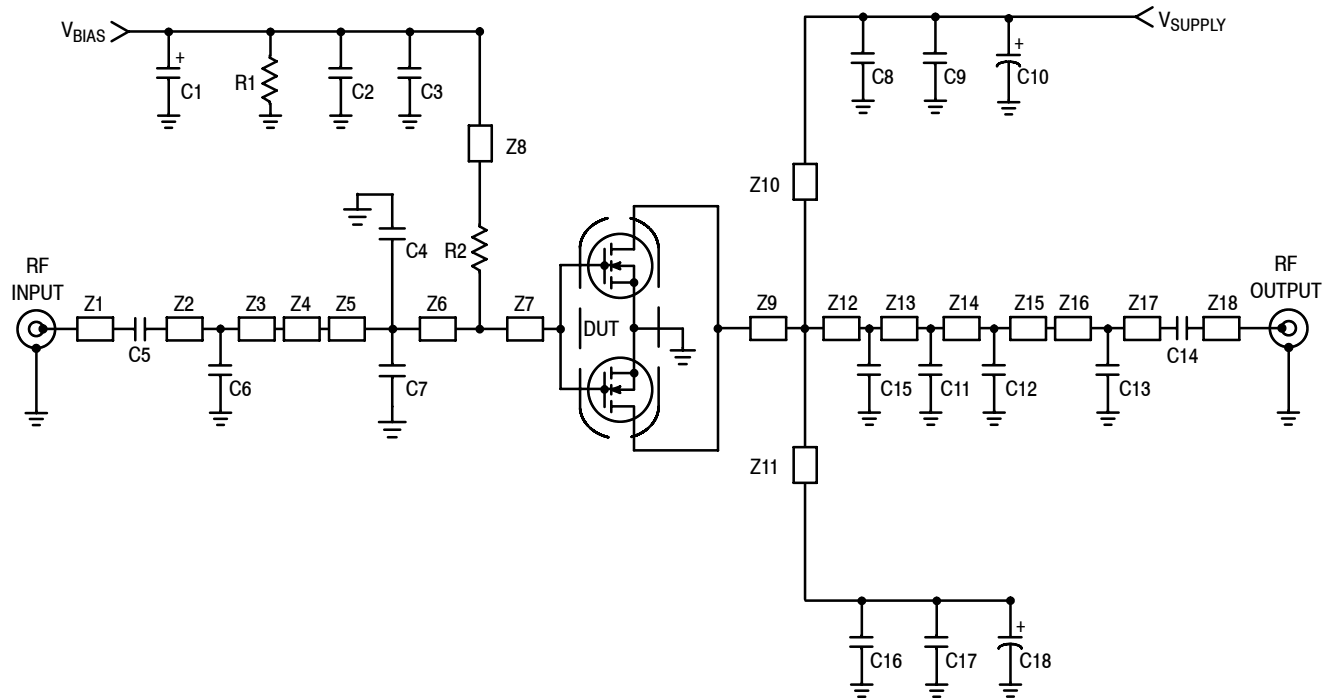 VBIAS
+
C1
R1
C2
C3
Z8
VSUPPLY
C8
C9
+
C10
Z10
C4
R2
RF
INPUT
Z1
C5
Z2
C6
Z3
Z4
Z5
C7
Z6
Z7
DUT
Z9
Z12
C15
Z13
C11
Z14
C12
Z15
Z16
C13
Z17
C14
Z18
RF
OUTPUT
Z11
C16
C17
+
C18